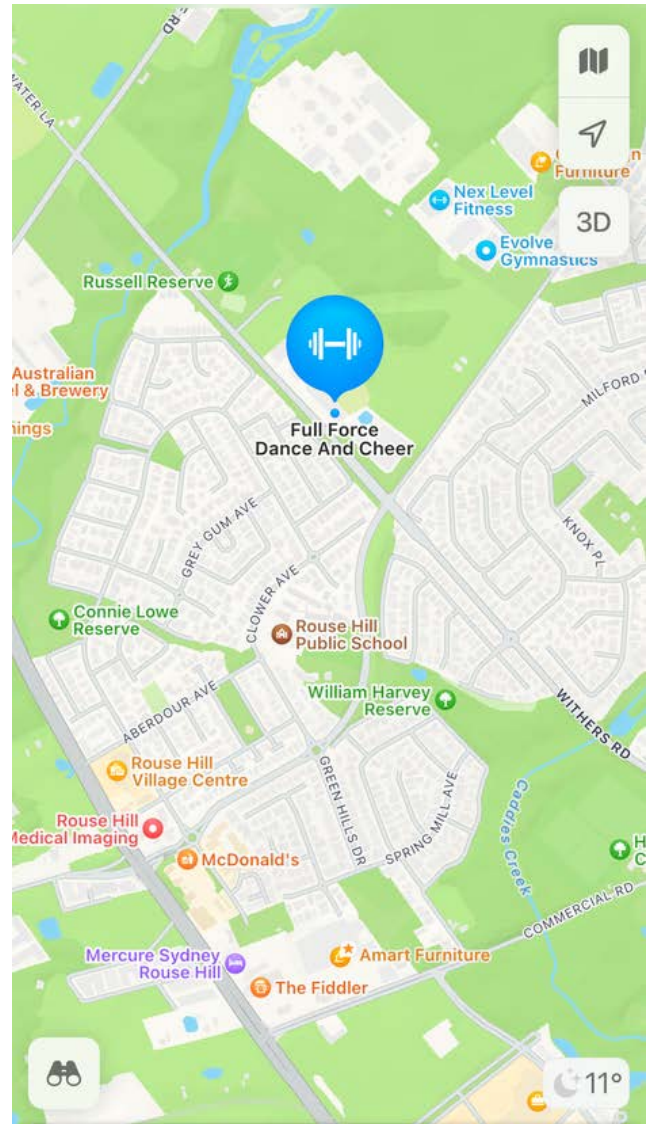 RD
WATER LA
Furniture
Nex Level
Fitness
3D
Evolve
Gymnastics
Russell Reserve
Australian
& Brewery
MILFORD
Full Force
Dance And Cheer
GREY GUM AVE
KNOX PL
CLOWER AVE
Connie Lowe
Reserve
Rouse Hill
Public School
William Harvey
Reserve
ABERDOUR AVE
WITHERS RD
Rouse Hill
Village Centre
GREEN HILLS DR
SPRING MILL AVE
Caddies Creek
Rouse Hill
Medical Imaging
McDonald's
H
C
COMMERCIAL RD
Mercure Sydney
Rouse Hill
Amart Furniture
The Fiddler
11°